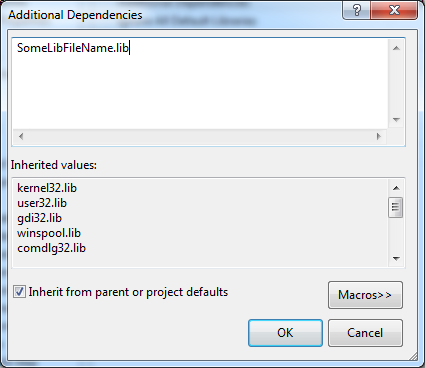 Additional Dependencies
SomeLibFileName.lib
Inherited values:
kernel32.lib
user32.lib
gdi32.lib
winspool.lib
comdlg32.lib
Inherit from parent or project defaults
Macros>>
OK
Cancel